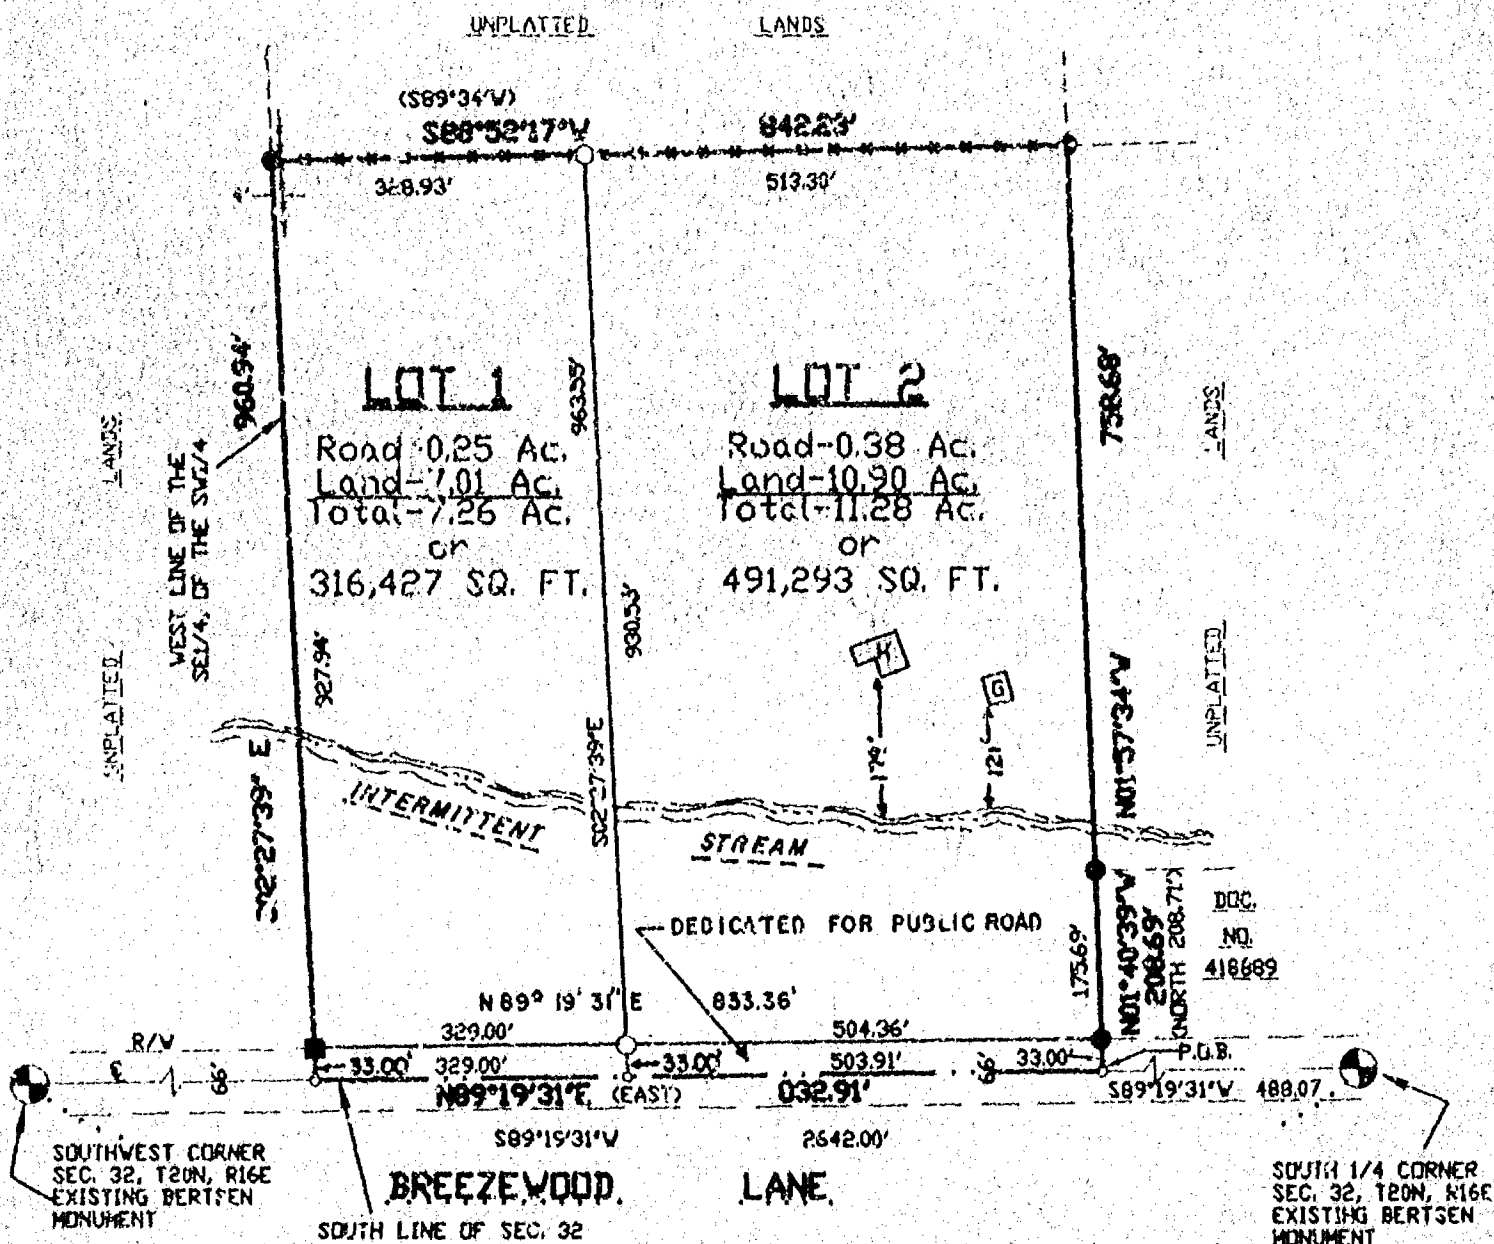 UNPLATTED LANDS
(S89°34'W)
S88°52'17"W 842.23'
328.93' 513.30'
4'
960.94'
963.55'
758.68'
LOT 1
Road-0.25 Ac.
Land-7.01 Ac.
Total-7.26 Ac.
or
316,427 SQ. FT.
LOT 2
Road-0.38 Ac.
Land-10.90 Ac.
Total-11.28 Ac.
or
491,293 SQ. FT.
UNPLATTED LANDS
WEST LINE OF THE
SE1/4, OF THE SW1/4
927.94'
930.53'
S02°27'39"E
H
G
179'
121'
N01°57'34"W
UNPLATTED LANDS
INTERMITTENT STREAM
DEDICATED FOR PUBLIC ROAD
175.69'
N01°40'39"W
208.69'
(NORTH 208.71')
DOC.
NO.
418689
N 89° 19' 31" E 833.36'
329.00' 504.36'
R/W
33.00' 329.00' 33.00' 503.91' 33.00' P.O.B.
66' 66'
N89°19'31"E (EAST) 832.91' S89°19'31"W 488.07
S89°19'31"W 2642.00'
BREEZEWOOD LANE
SOUTHWEST CORNER
SEC. 32, T20N, R16E
EXISTING BERTSEN
MONUMENT
SOUTH LINE OF SEC. 32
SOUTH 1/4 CORNER
SEC. 32, T20N, R16E
EXISTING BERTSEN
MONUMENT